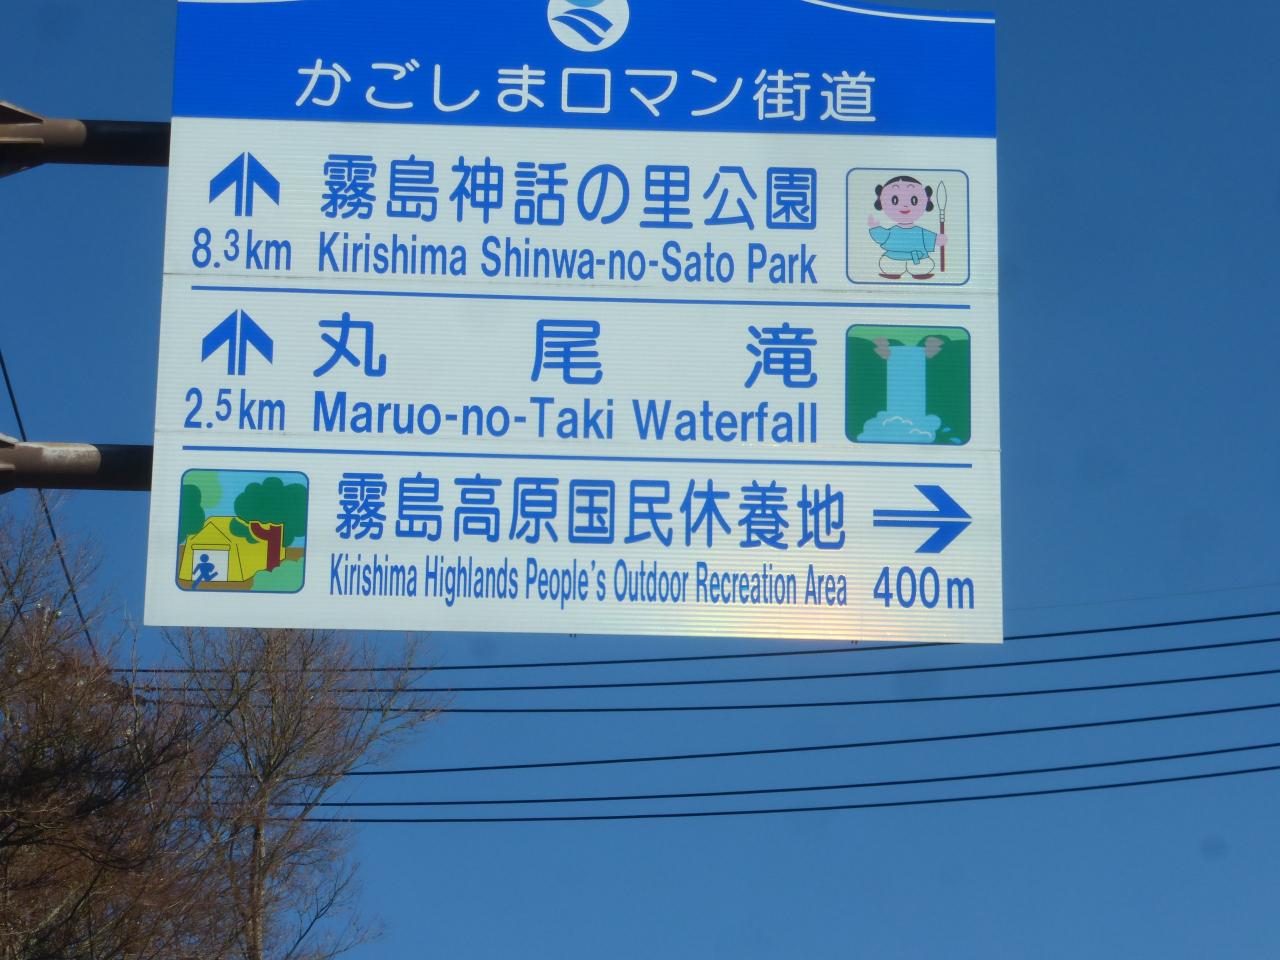 かごしまロマン街道
霧島神話の里公園
8.3km Kirishima Shinwa-no-Sato Park
丸尾滝
2.5km Maruo-no-Taki Waterfall
霧島高原国民休養地
Kirishima Highlands People's Outdoor Recreation Area 400m